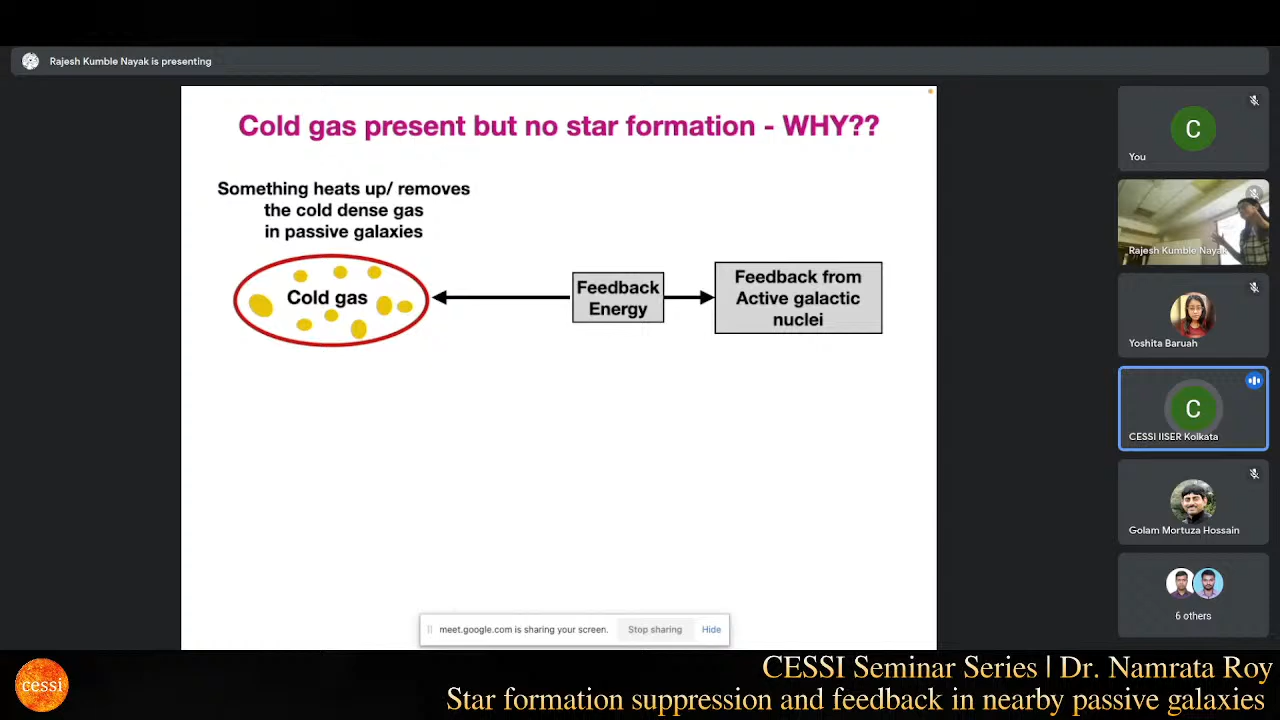 Rajesh Kumble Nayak is presenting
Cold gas present but no star formation - WHY??
Something heats up/ removes
the cold dense gas
in passive galaxies
Cold gas
Feedback
Energy
Feedback from
Active galactic
nuclei
C
You
Rajesh Kumble Nayak
Yoshita Baruah
C
CESSI IISER Kolkata
Golam Mortuza Hossain
6 others
meet.google.com is sharing your screen.
Stop sharing
Hide
cessi
CESSI Seminar Series | Dr. Namrata Roy
Star formation suppression and feedback in nearby passive galaxies